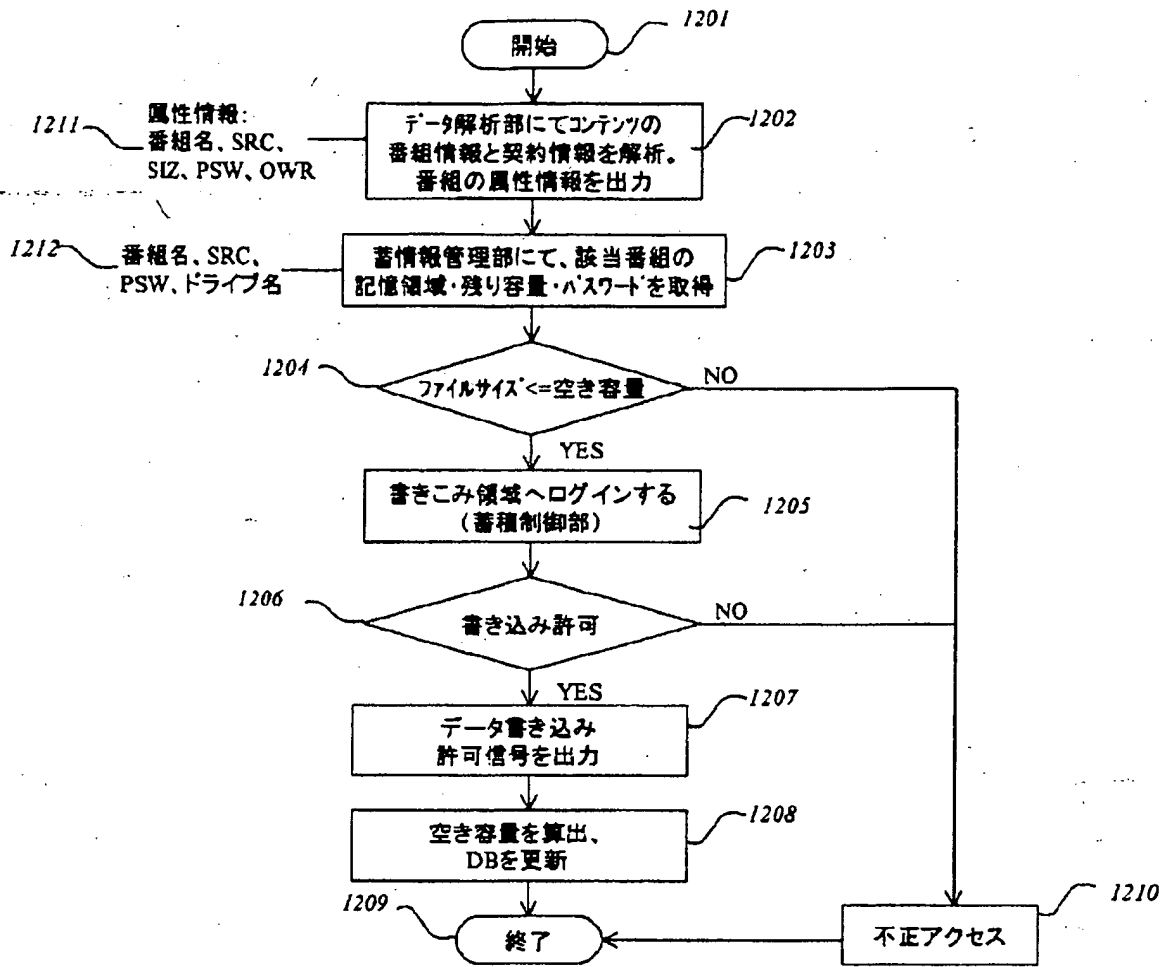 1201
開始
1211
属性情報:
番組名、SRC、
SIZ、PSW、OWR
データ解析部にてコンテンツの
番組情報と契約情報を解析。
番組の属性情報を出力
1202
1212
番組名、SRC、
PSW、ドライブ名
蓄情報管理部にて、該当番組の
記憶領域・残り容量・パスワードを取得
1203
1204
ファイルサイズ<=空き容量
NO
YES
書きこみ領域へログインする
(蓄積制御部)
1205
1206
書き込み許可
NO
YES
データ書き込み
許可信号を出力
1207
空き容量を算出、
DBを更新
1208
1209
終了
不正アクセス
1210